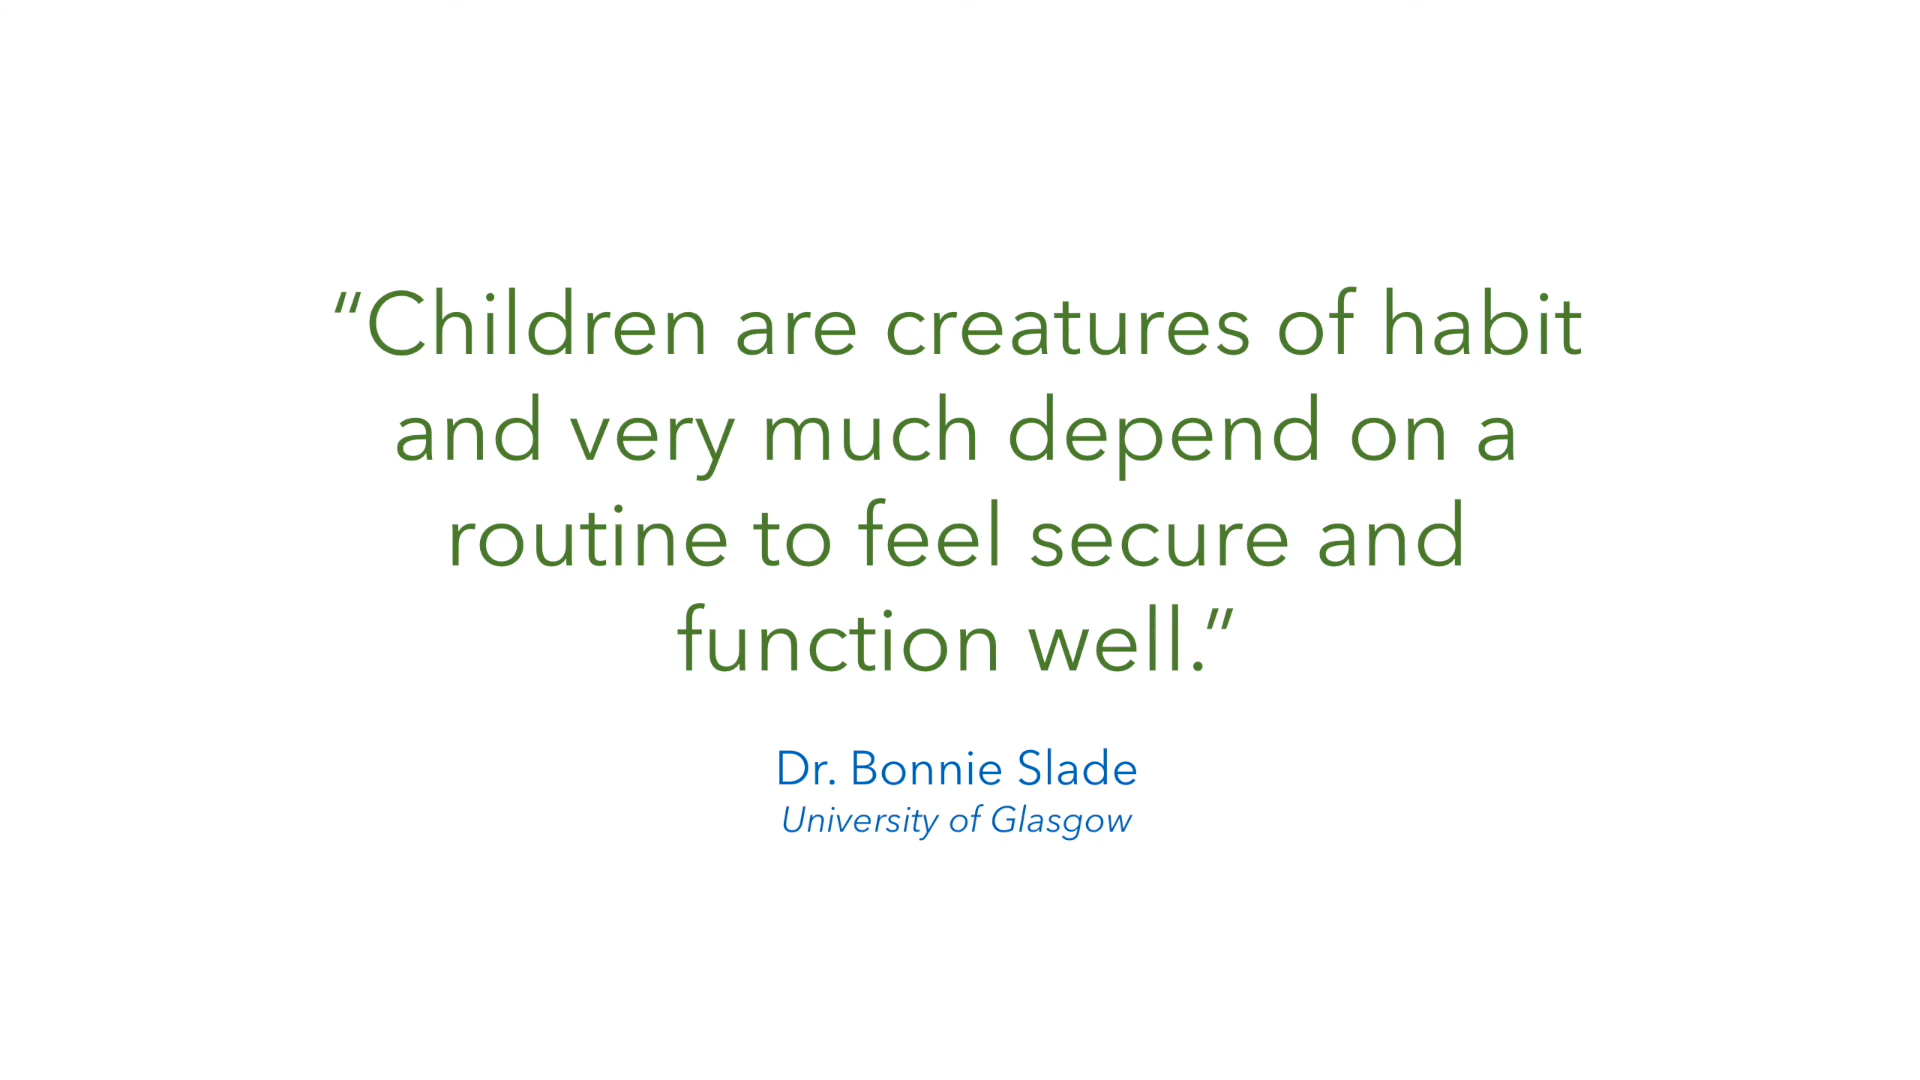 “Children are creatures of habit
and very much depend on a
routine to feel secure and
function well.”
Dr. Bonnie Slade
University of Glasgow